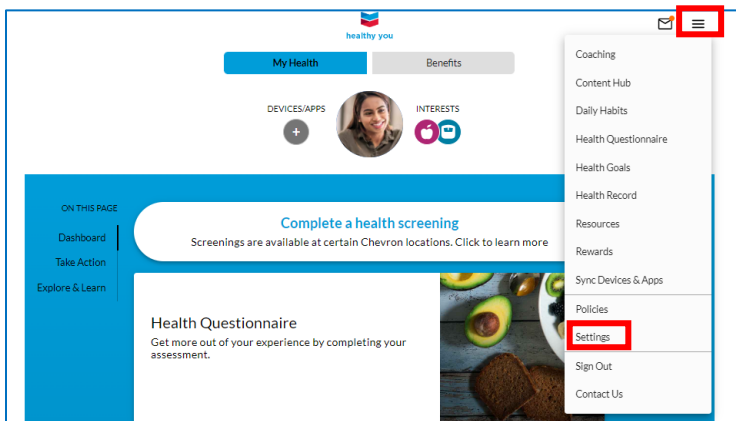 healthy you
My Health
Benefits
DEVICES/APPS
+
INTERESTS
ON THIS PAGE
Dashboard
Take Action
Explore & Learn
Complete a health screening
Screenings are available at certain Chevron locations. Click to learn more
Health Questionnaire
Get more out of your experience by completing your
assessment.
Coaching
Content Hub
Daily Habits
Health Questionnaire
Health Goals
Health Record
Resources
Rewards
Sync Devices & Apps
Policies
Settings
Sign Out
Contact Us